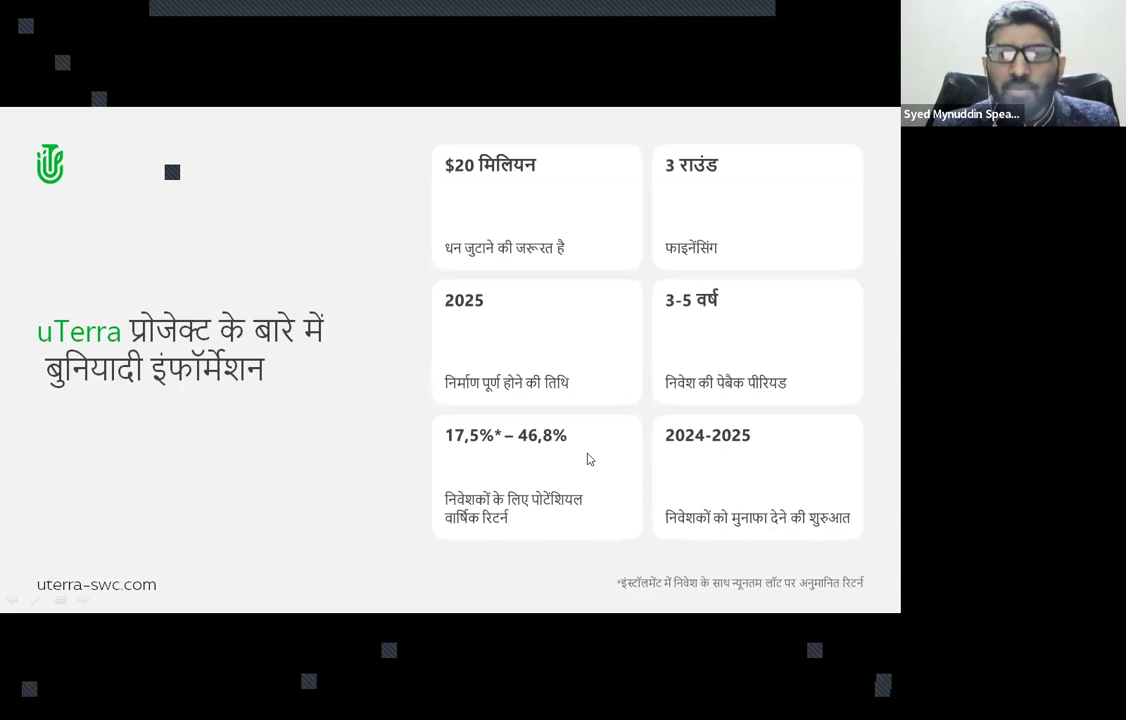 Syed Mynuddin Spea...
$20 मिलियन
धन जुटाने की जरूरत है
3 राउंड
फाइनेंसिंग
uTerra प्रोजेक्ट के बारे में
बुनियादी इंफॉर्मेशन
2025
निर्माण पूर्ण होने की तिथि
3-5 वर्ष
निवेश की पेबैक पीरियड
17,5%* – 46,8%
निवेशकों के लिए पोटेंशियल
वार्षिक रिटर्न
2024-2025
निवेशकों को मुनाफा देने की शुरुआत
uterra-swc.com
*इंस्टॉलमेंट में निवेश के साथ न्यूनतम लॉट पर अनुमानित रिटर्न